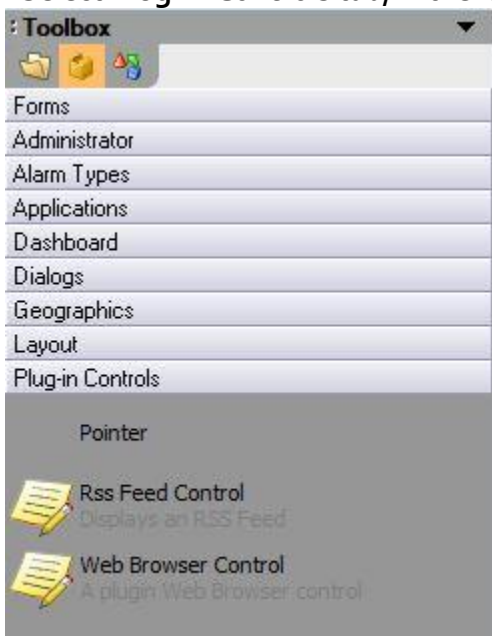 Toolbox
Forms
Administrator
Alarm Types
Applications
Dashboard
Dialogs
Geographics
Layout
Plug-in Controls
Pointer
Rss Feed Control
Displays an RSS Feed
Web Browser Control
A plugin Web Browser control